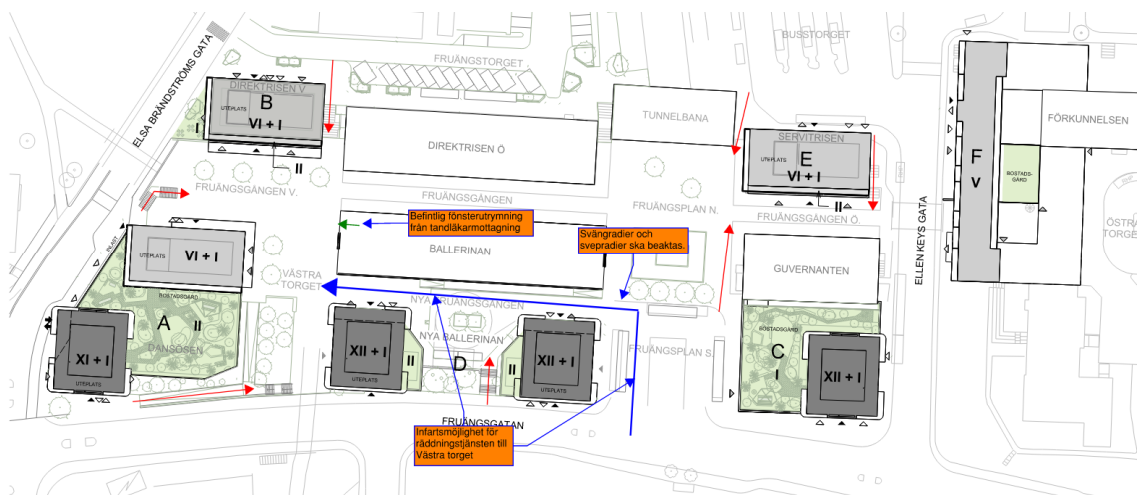 BUSSTORGET
FRUÄNGSTORGET
ELSA BRÄNDSTRÖMS GATA
DIREKTRISEN V.
B
UTEPLATS
VI + I
I
II
TUNNELBANA
DIREKTRISEN Ö
SERVITRISEN
UTEPLATS
E
VI + I
II
F
V
FÖRKUNNELSEN
BOSTADS-
GÅRD
FRUÄNGSGÅNGEN V.
FRUÄNGSGÅNGEN
FRUÄNGSPLAN N.
FRUÄNGSGÅNGEN Ö.
ELLEN KEYS GATA
ÖSTRA
Befintlig fönsterutrymning
från tandläkarmottagning
Svängradier och
svepradier ska beaktas.
INFART
UTEPLATS
VI + I
BALLERINAN
GUVERNANTEN
VÄSTRA
TORGET
BOSTADSGÅRD
A
II
DANSÖSEN
NYA FRUÄNGSGÅNGEN
NYA BALLERINAN
XI + I
UTEPLATS
XII + I
II
D
II
XII + I
UTEPLATS
FRUÄNGSPLAN S.
BOSTADSGÅRD
C
I
XII + I
FRUÄNGSGATAN
Infartsmöjlighet för
räddningstjänsten till
Västra torget